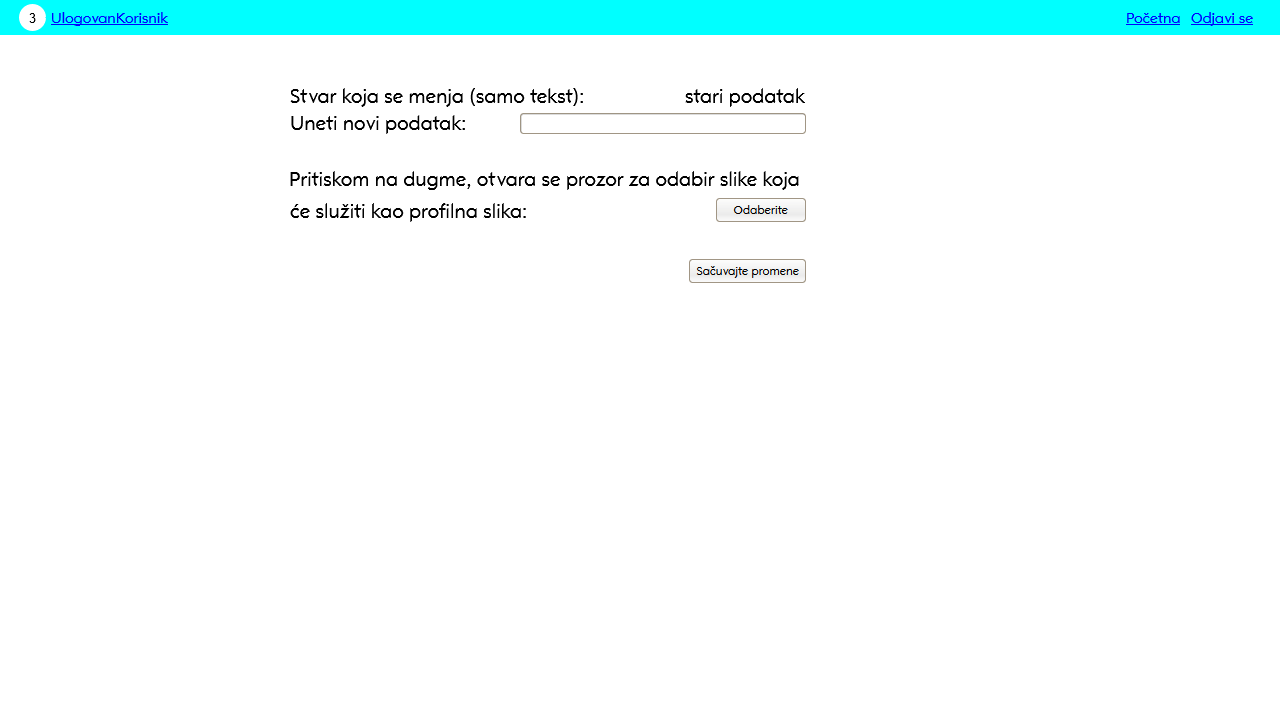 3 UlogovanKorisnik Početna Odjavi se
Stvar koja se menja (samo tekst): stari podatak
Uneti novi podatak:
Pritiskom na dugme, otvara se prozor za odabir slike koja
će služiti kao profilna slika: Odaberite
Sačuvajte promene